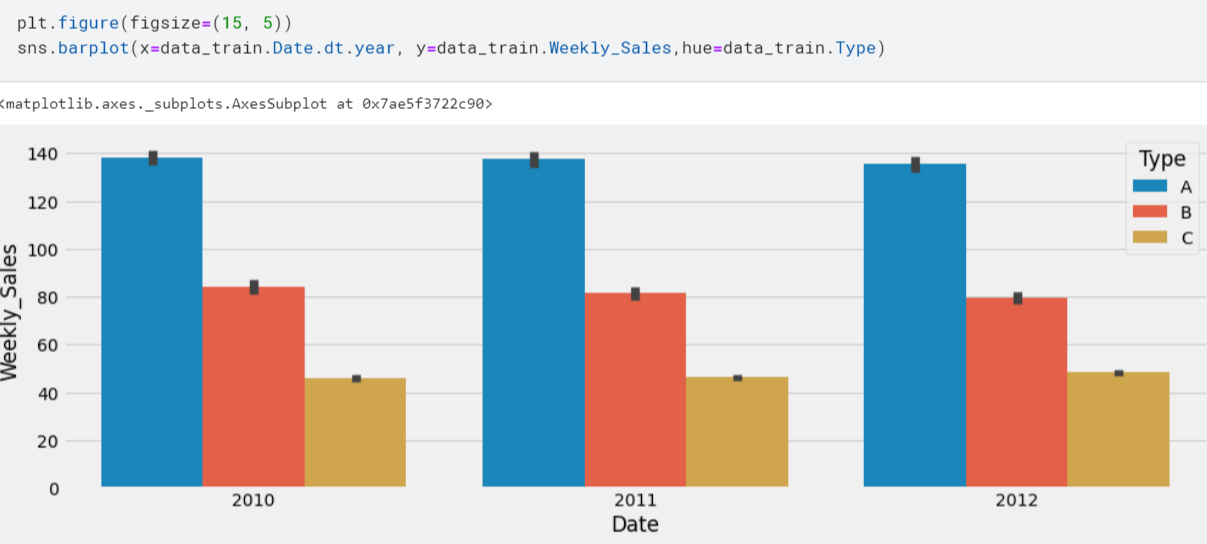 plt.figure(figsize=(15, 5))
sns.barplot(x=data_train.Date.dt.year, y=data_train.Weekly_Sales,hue=data_train.Type)
<matplotlib.axes._subplots.AxesSubplot at 0x7ae5f3722c90>
140
120
100
80
60
40
20
0
Weekly_Sales
Type
A
B
C
2010 2011 2012
Date